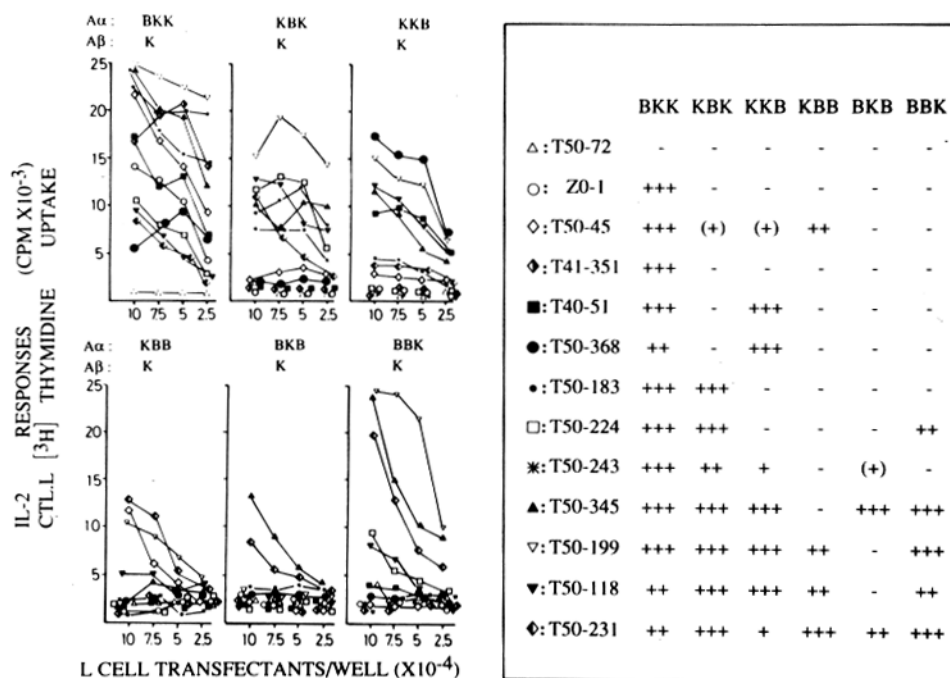 Aα : BKK KBK KKB
Aβ : K K K
25
20
15
10
5
10 7.5 5 2.5 10 7.5 5 2.5 10 7.5 5 2.5
Aα : KBB BKB BBK
Aβ : K K K
25
20
15
10
5
10 7.5 5 2.5 10 7.5 5 2.5 10 7.5 5 2.5
IL-2 RESPONSES (CPM X10-3)
CTL.L [3H] THYMIDINE UPTAKE
L CELL TRANSFECTANTS/WELL (X10-4)
BKK KBK KKB KBB BKB BBK
△ : T50-72 - - - - - -
○ : Z0-1 +++ - - - - -
◇ : T50-45 +++ (+) (+) ++ - -
⬗ : T41-351 +++ - - - - -
■ : T40-51 +++ - +++ - - -
● : T50-368 ++ - +++ - - -
• : T50-183 +++ +++ - - - -
□ : T50-224 +++ +++ - - - ++
✳ : T50-243 +++ ++ + - (+) -
▲ : T50-345 +++ +++ +++ - +++ +++
▽ : T50-199 +++ +++ +++ ++ - +++
▼ : T50-118 ++ +++ +++ ++ - ++
⬖ : T50-231 ++ +++ + +++ ++ +++